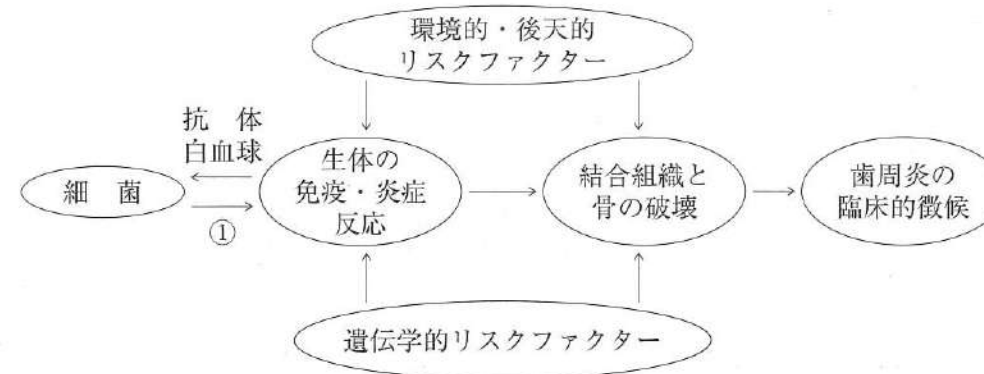 環境的・後天的
リスクファクター
抗 体
白血球
細 菌
①
生体の
免疫・炎症
反応
結合組織と
骨の破壊
歯周炎の
臨床的徴候
遺伝学的リスクファクター